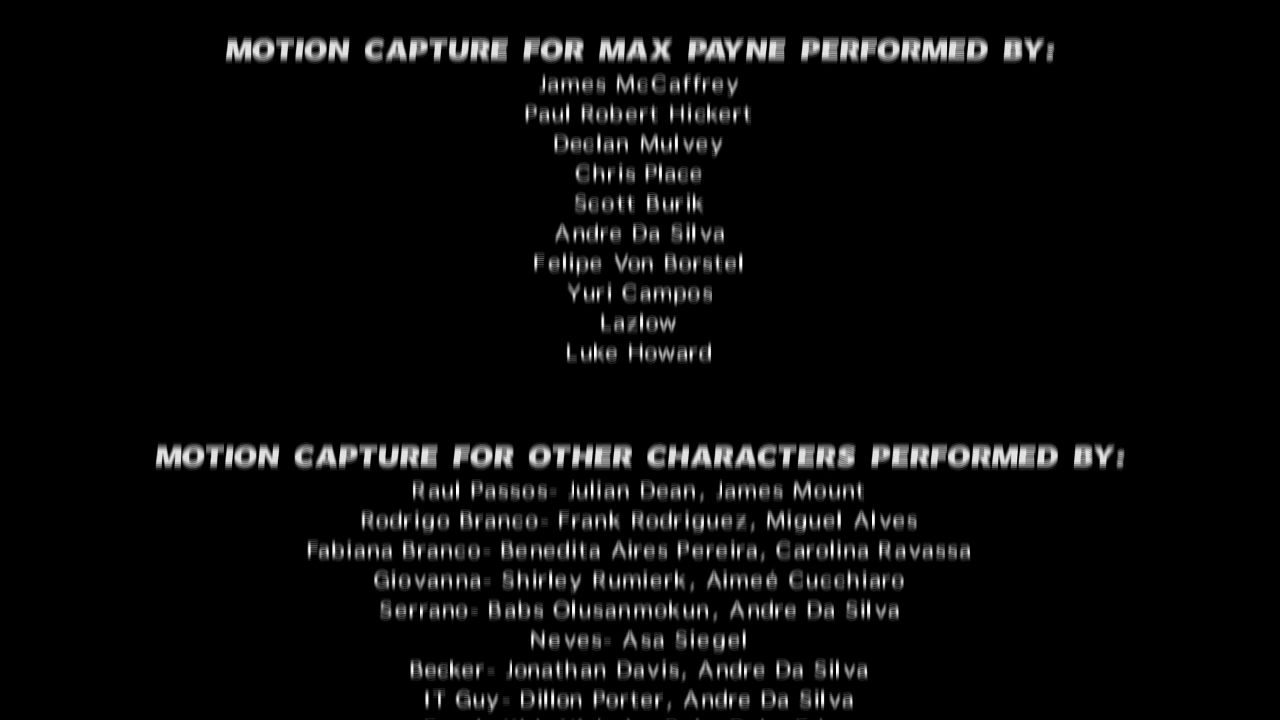 MOTION CAPTURE FOR MAX PAYNE PERFORMED BY:
James McCaffrey
Paul Robert Hickert
Declan Mulvey
Chris Place
Scott Burik
Andre Da Silva
Felipe Von Borstel
Yuri Campos
Lazlow
Luke Howard
MOTION CAPTURE FOR OTHER CHARACTERS PERFORMED BY:
Raul Passos- Julian Dean, James Mount
Rodrigo Branco- Frank Rodriguez, Miguel Alves
Fabiana Branco- Benedita Aires Pereira, Carolina Ravassa
Giovanna- Shirley Rumierk, Aimeé Cucchiaro
Serrano- Babs Olusanmokun, Andre Da Silva
Neves- Asa Siegel
Becker- Jonathan Davis, Andre Da Silva
IT Guy- Dillon Porter, Andre Da Silva